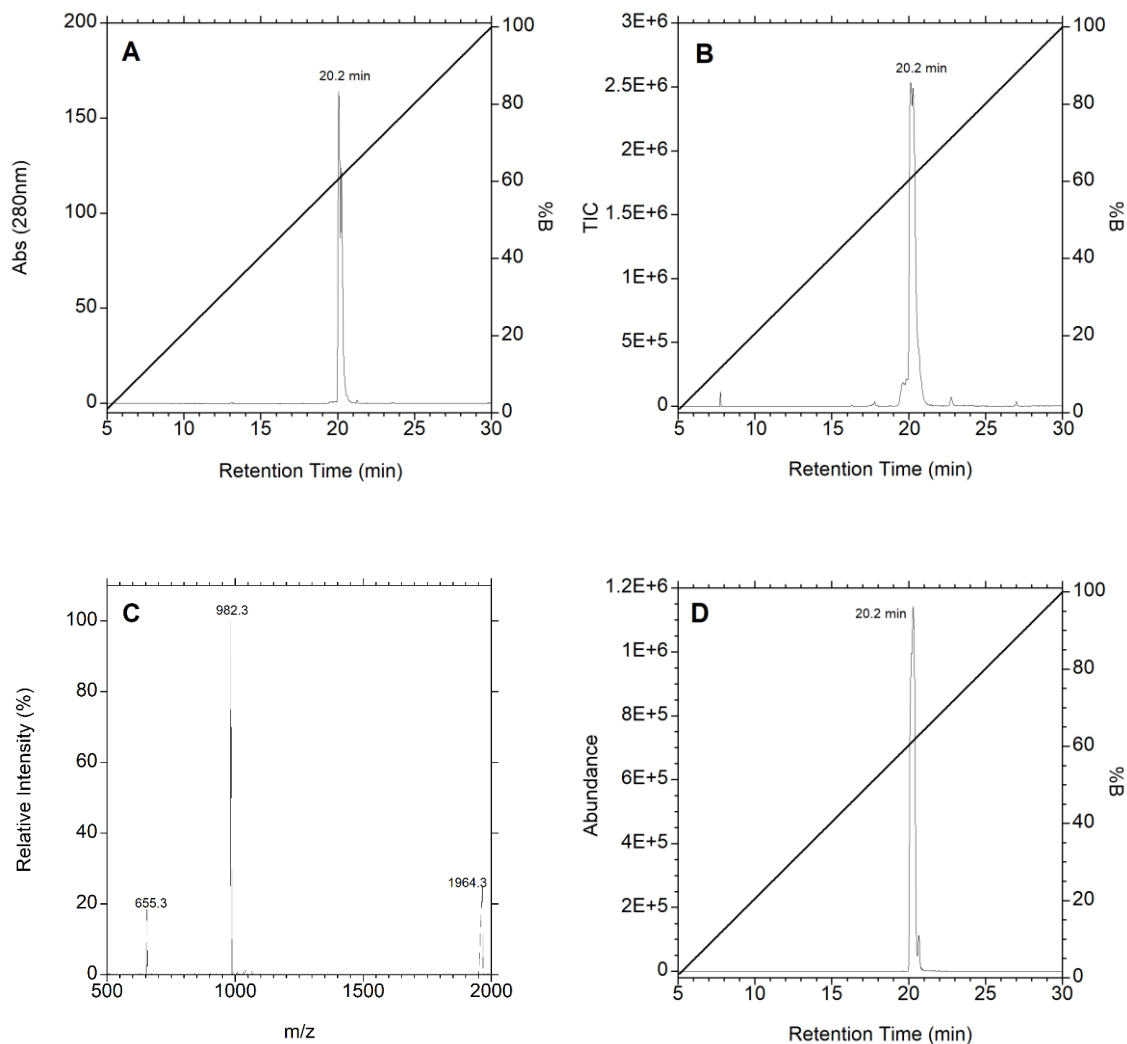 A
20.2 min
200
150
100
50
0
100
80
60
40
20
0
5
10
15
20
25
30
Abs (280nm)
%B
Retention Time (min)
B
20.2 min
3E+6
2.5E+6
2E+6
1.5E+6
1E+6
5E+5
0
100
80
60
40
20
0
5
10
15
20
25
30
TIC
%B
Retention Time (min)
C
982.3
655.3
1964.3
100
80
60
40
20
0
500
1000
1500
2000
Relative Intensity (%)
m/z
D
20.2 min
1.2E+6
1E+6
8E+5
6E+5
4E+5
2E+5
0
100
80
60
40
20
0
5
10
15
20
25
30
Abundance
%B
Retention Time (min)